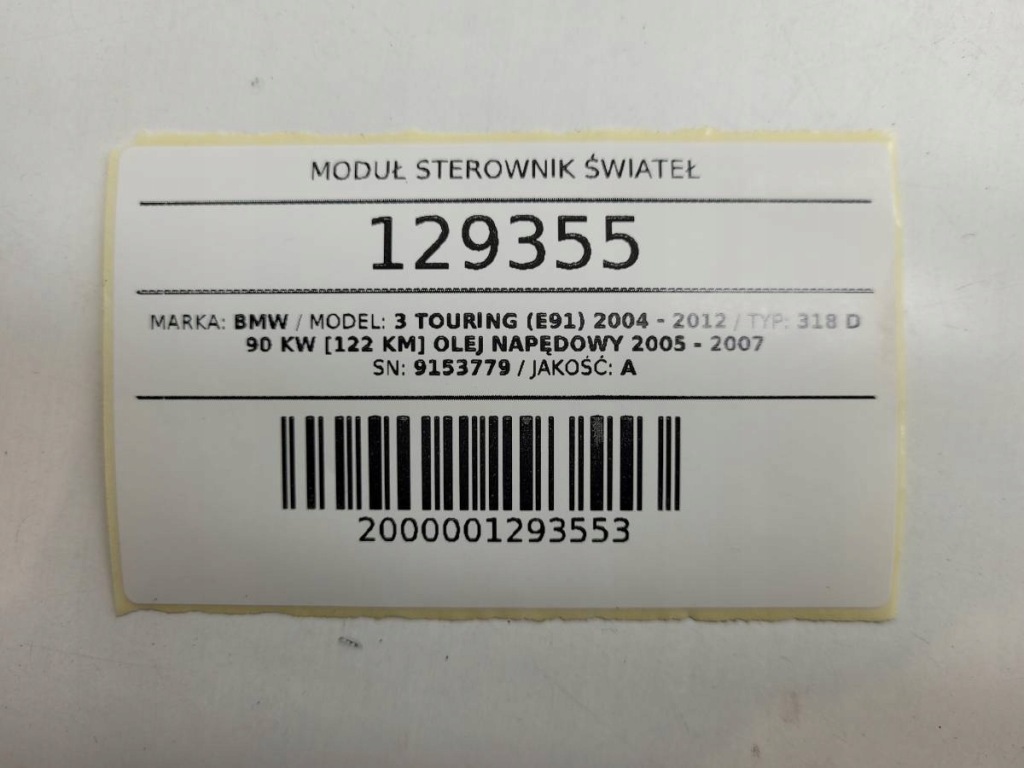 MODUŁ STEROWNIK ŚWIATEŁ
129355
MARKA: BMW / MODEL: 3 TOURING (E91) 2004 - 2012 / TYP: 318 D
90 KW [122 KM] OLEJ NAPĘDOWY 2005 - 2007
SN: 9153779 / JAKOŚĆ: A
2000001293553